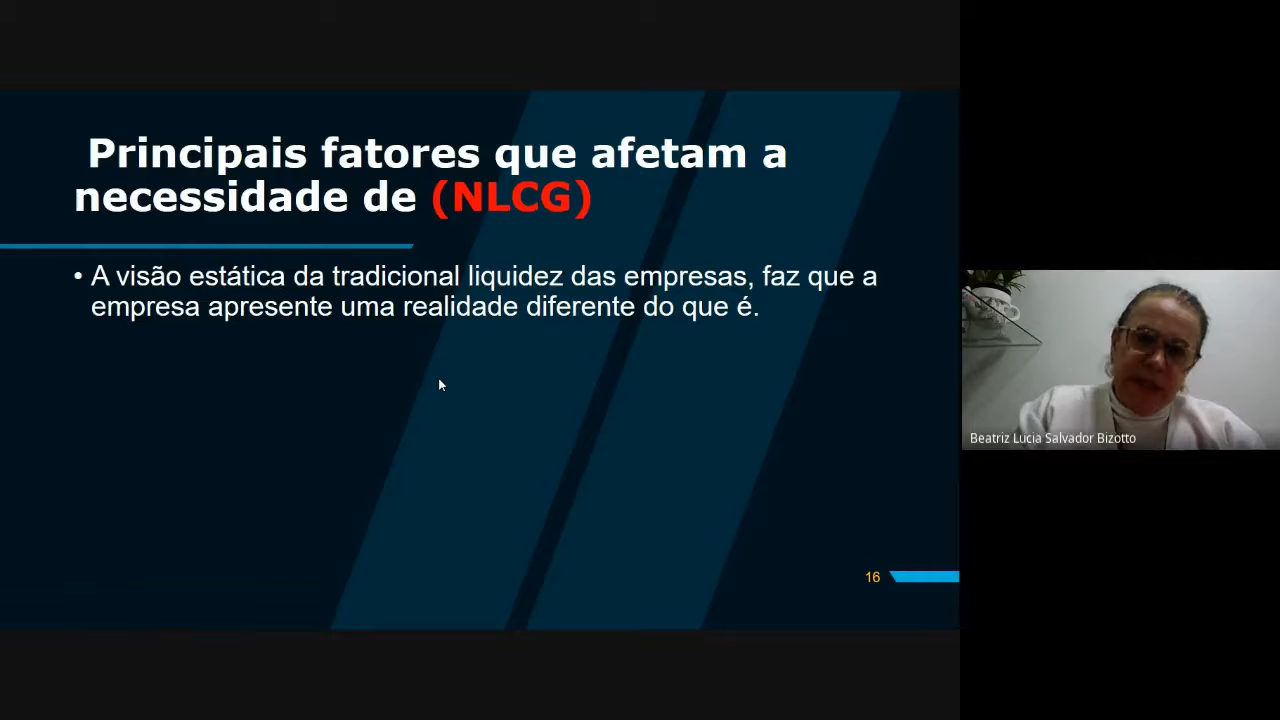 Principais fatores que afetam a
necessidade de (NLCG)
• A visão estática da tradicional liquidez das empresas, faz que a
empresa apresente uma realidade diferente do que é.
16
Beatriz Lucia Salvador Bizotto